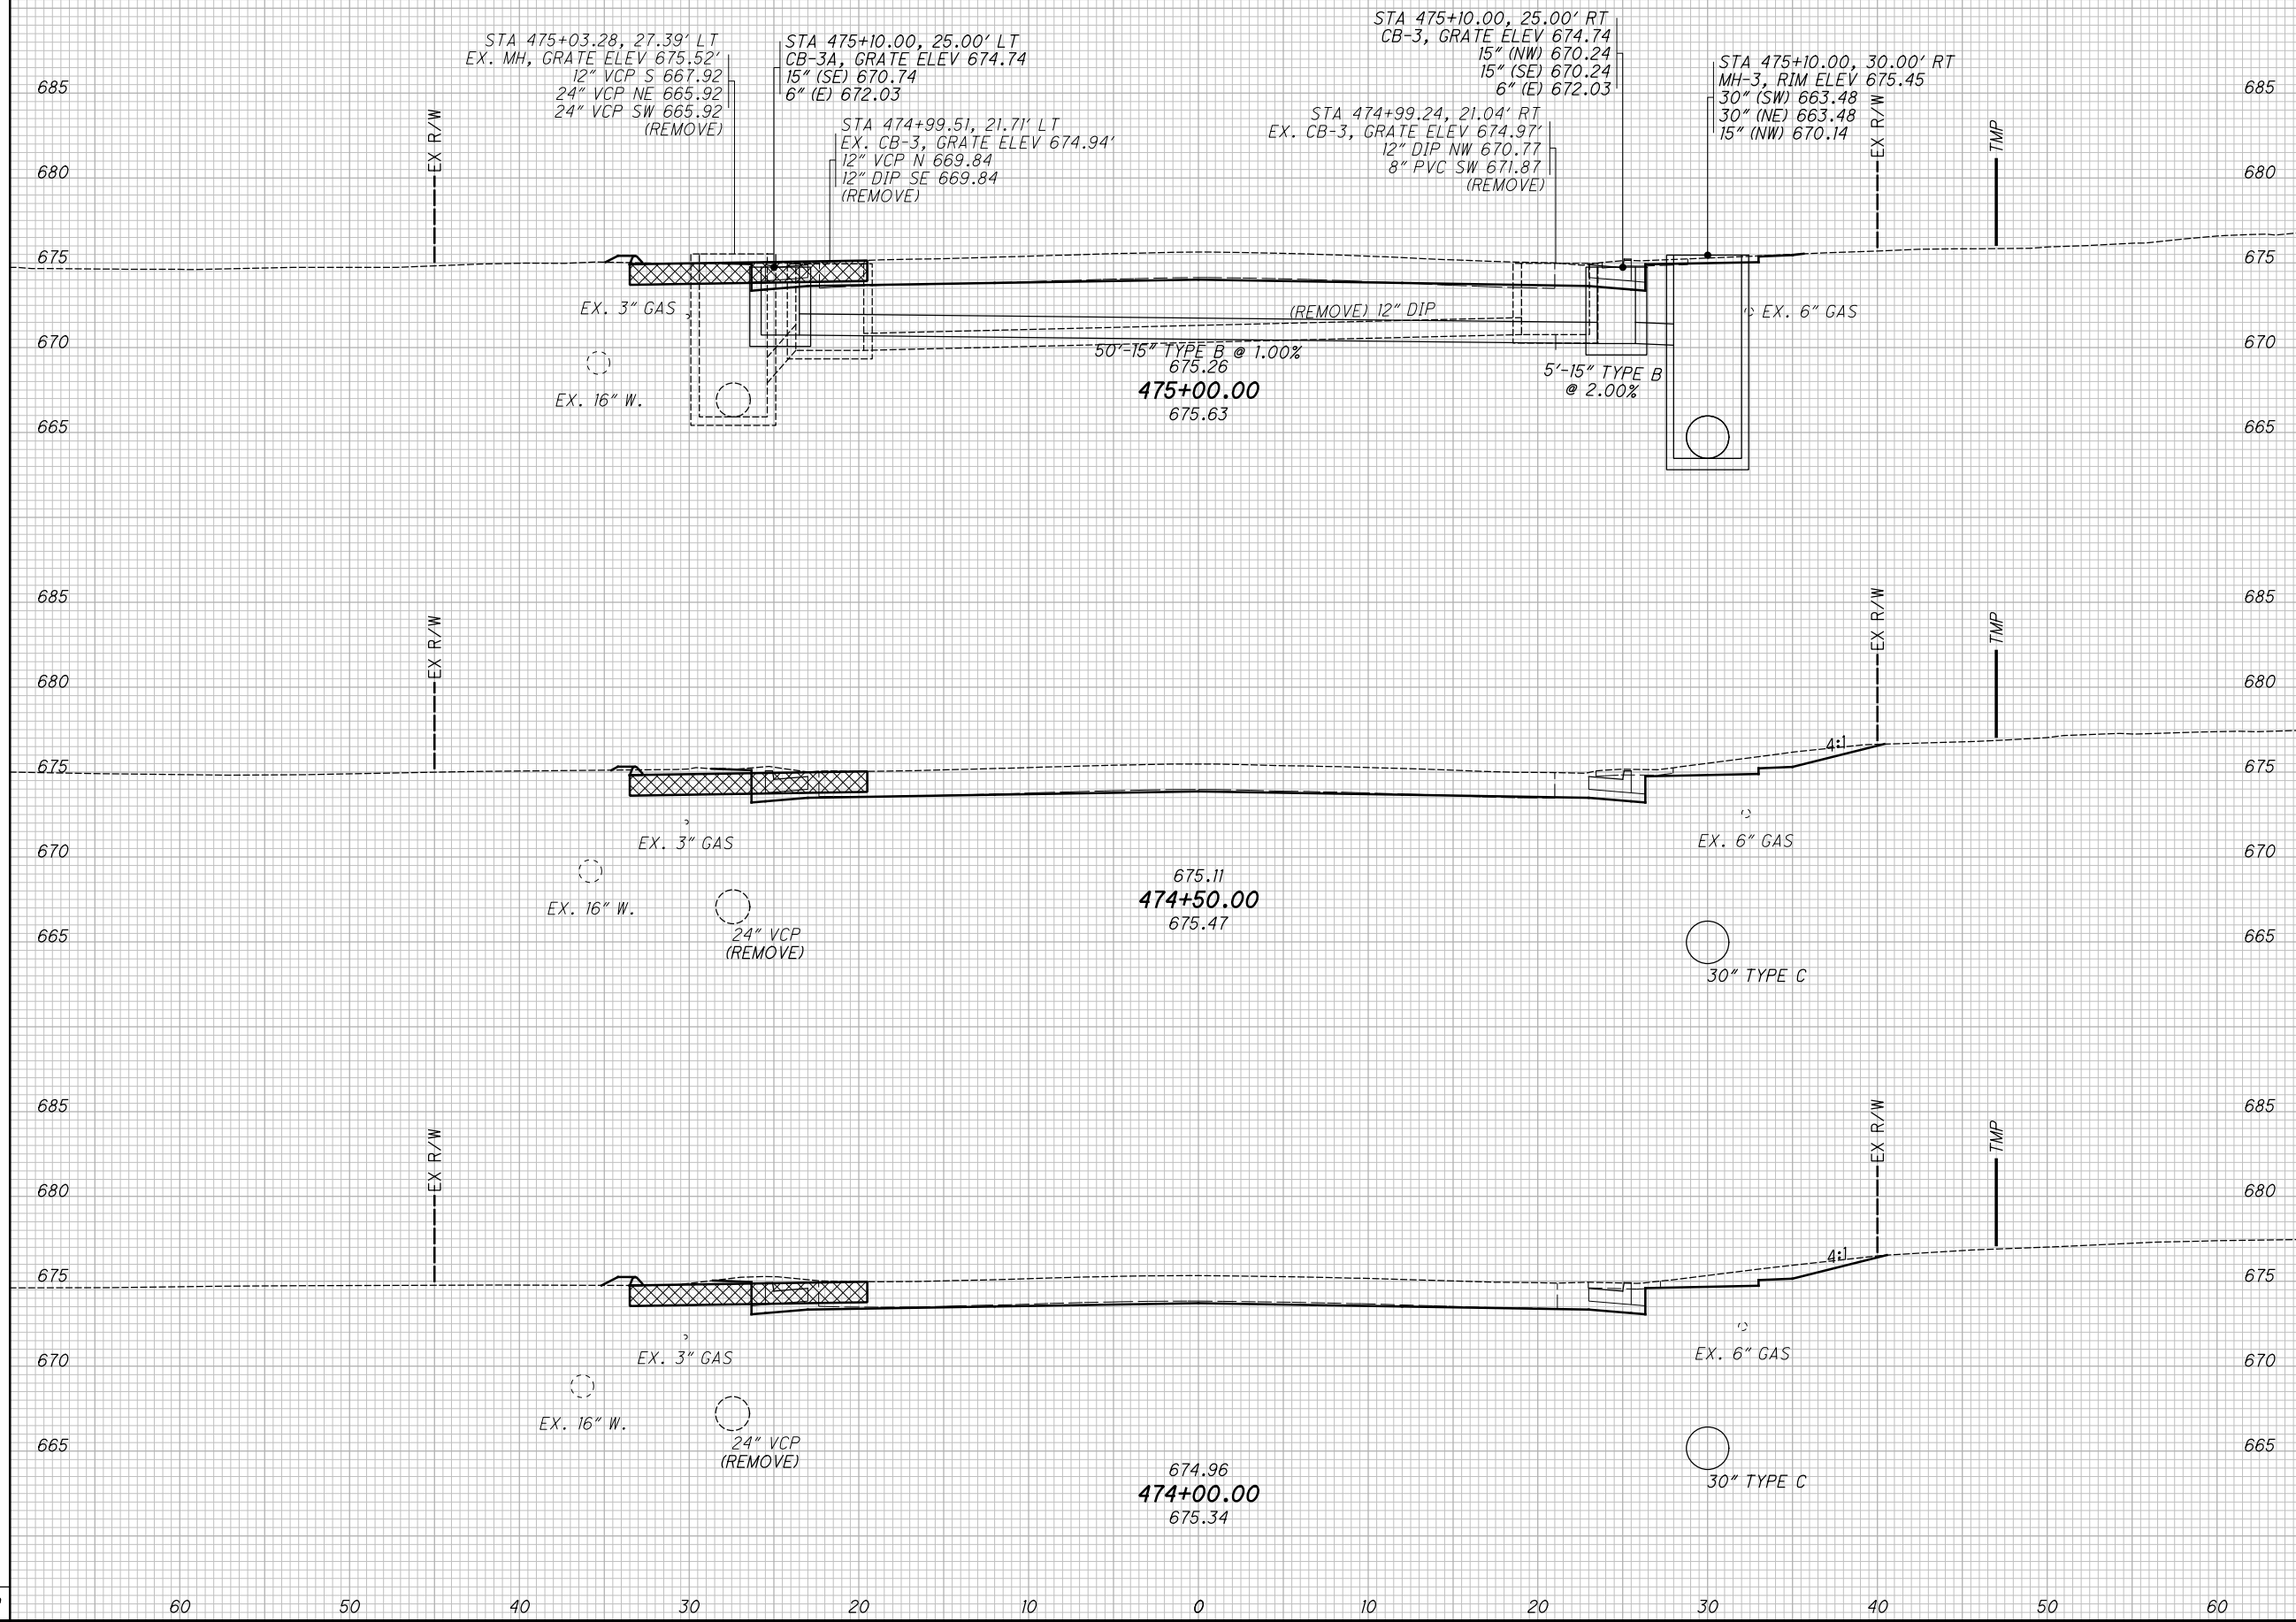 STA 475+03.28, 27.39' LT
EX. MH, GRATE ELEV 675.52'
12" VCP S 667.92
24" VCP NE 665.92
24" VCP SW 665.92
(REMOVE)
STA 475+10.00, 25.00' LT
CB-3A, GRATE ELEV 674.74
15" (SE) 670.74
6" (E) 672.03
STA 474+99.51, 21.71' LT
EX. CB-3, GRATE ELEV 674.94'
12" VCP N 669.84
12" DIP SE 669.84
(REMOVE)
STA 475+10.00, 25.00' RT
CB-3, GRATE ELEV 674.74
15" (NW) 670.24
15" (SE) 670.24
6" (E) 672.03
STA 474+99.24, 21.04' RT
EX. CB-3, GRATE ELEV 674.97'
12" DIP NW 670.77
8" PVC SW 671.87
(REMOVE)
STA 475+10.00, 30.00' RT
MH-3, RIM ELEV 675.45
30" (SW) 663.48
30" (NE) 663.48
15" (NW) 670.14
685 685
EX R/W EX R/W TMP
680 680
675 675
EX. 3" GAS (REMOVE) 12" DIP EX. 6" GAS
670 670
50'-15" TYPE B @ 1.00%
675.26
475+00.00
675.63
5'-15" TYPE B
@ 2.00%
EX. 16" W.
665 665
685 685
EX R/W EX R/W TMP
680 680
4:1
675 675
EX. 3" GAS EX. 6" GAS
670 670
675.11
474+50.00
675.47
EX. 16" W.
24" VCP
(REMOVE)
665 665
30" TYPE C
685 685
EX R/W EX R/W TMP
680 680
4:1
675 675
EX. 3" GAS EX. 6" GAS
670 670
EX. 16" W.
24" VCP
(REMOVE)
665 665
674.96
474+00.00
675.34
30" TYPE C
60 50 40 30 20 10 0 10 20 30 40 50 60